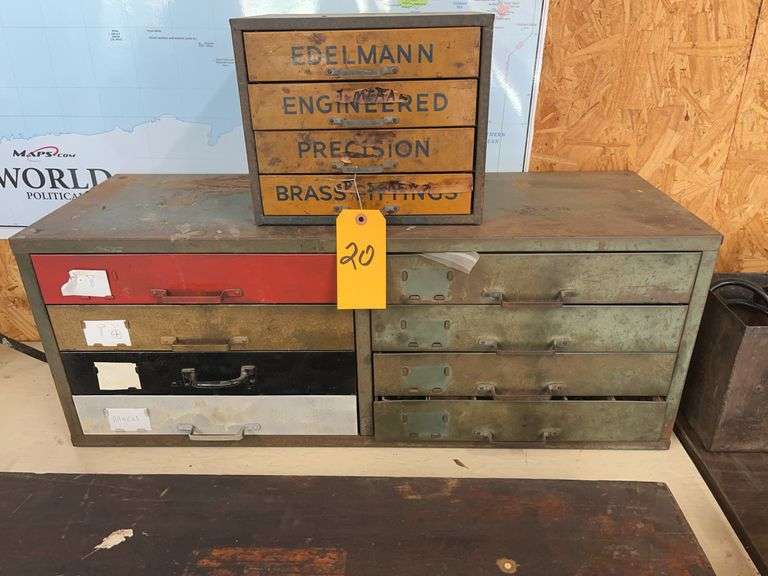 MAPS.COM
WORLD
POLITICAL
EDELMANN
ENGINEERED
PRECISION
BRASS FITTINGS
20